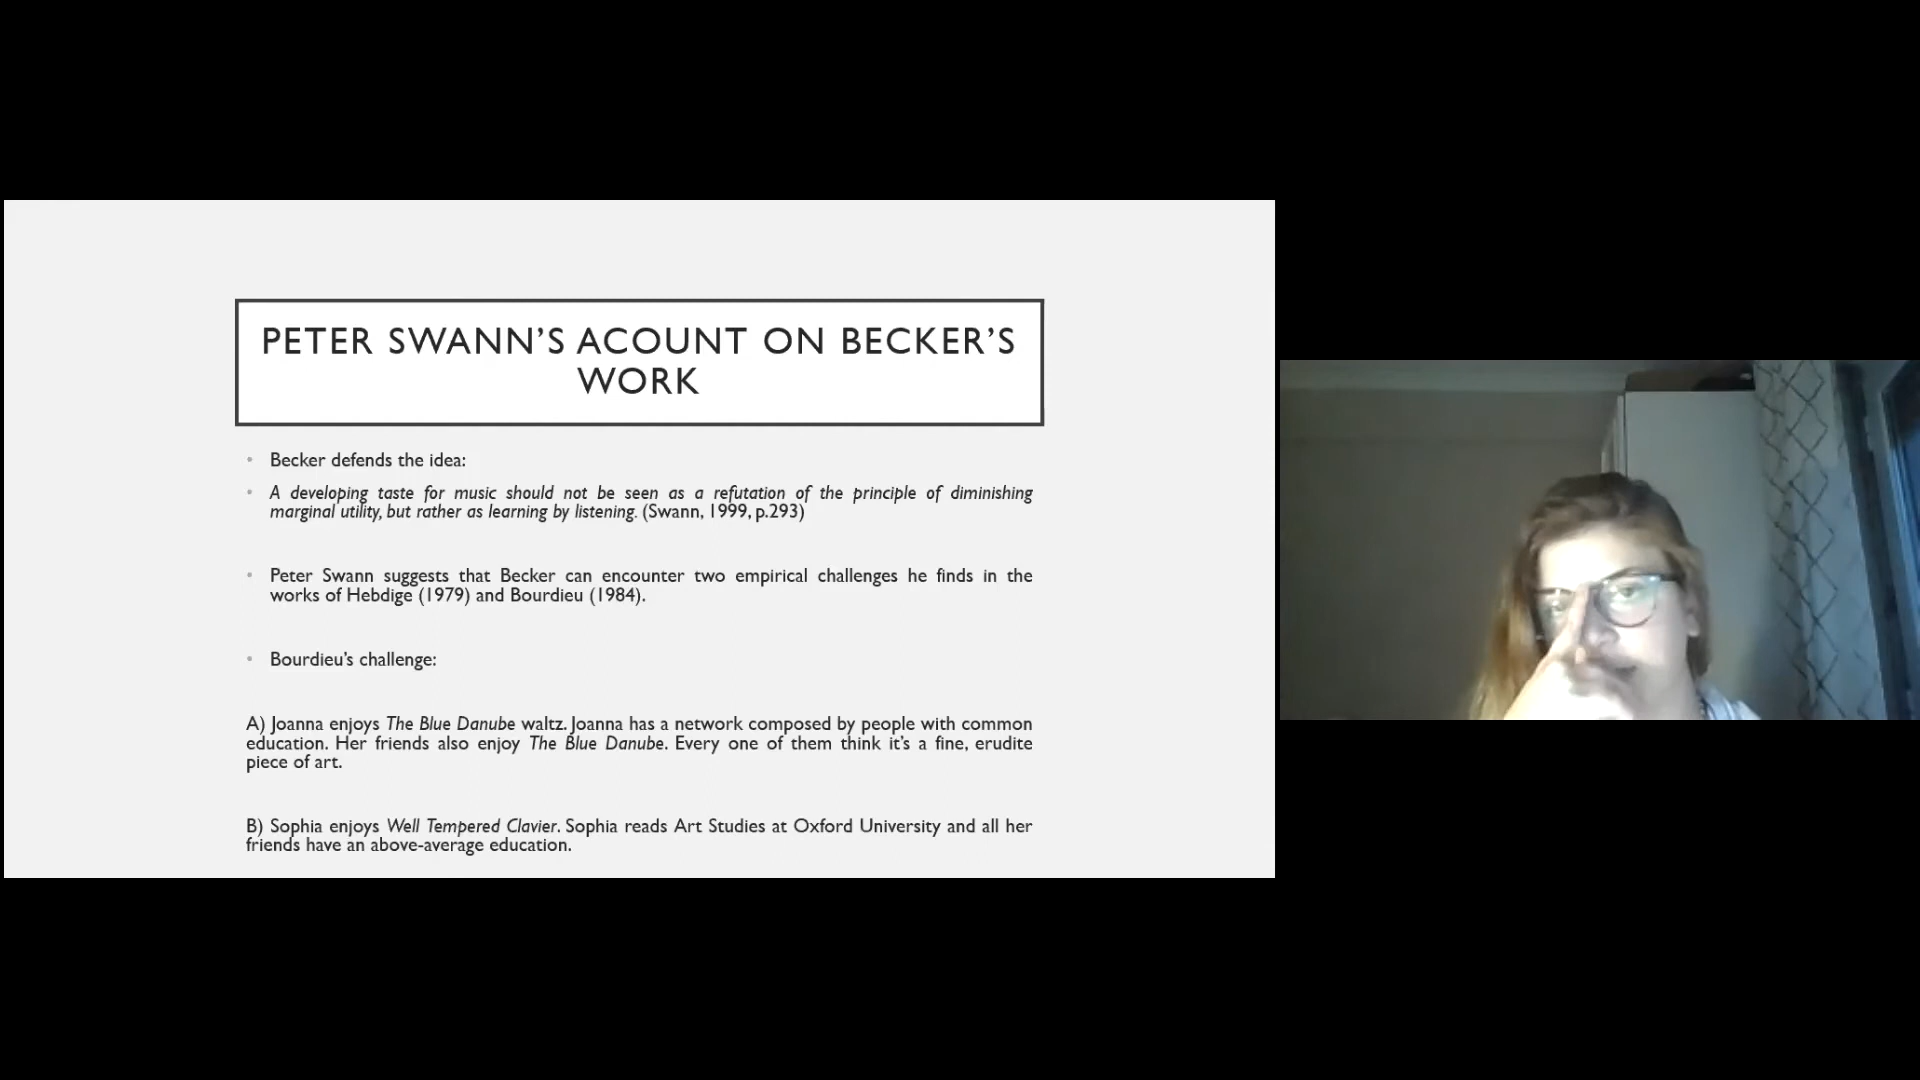 PETER SWANN'S ACOUNT ON BECKER'S
WORK
• Becker defends the idea:
• A developing taste for music should not be seen as a refutation of the principle of diminishing
marginal utility, but rather as learning by listening. (Swann, 1999, p.293)
• Peter Swann suggests that Becker can encounter two empirical challenges he finds in the
works of Hebdige (1979) and Bourdieu (1984).
• Bourdieu's challenge:
A) Joanna enjoys The Blue Danube waltz. Joanna has a network composed by people with common
education. Her friends also enjoy The Blue Danube. Every one of them think it's a fine, erudite
piece of art.
B) Sophia enjoys Well Tempered Clavier. Sophia reads Art Studies at Oxford University and all her
friends have an above-average education.